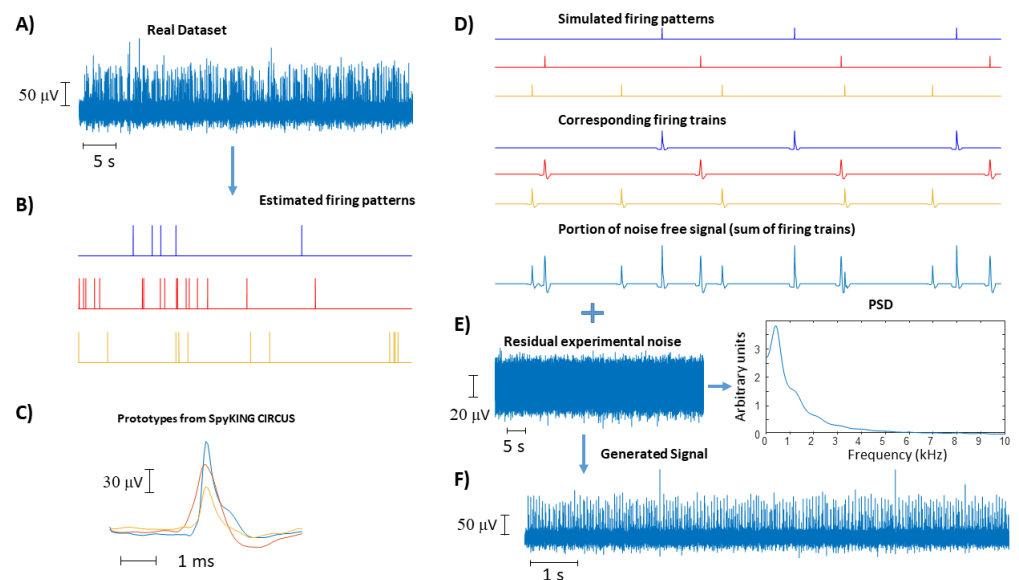 A)
Real Dataset
50 µV
5 s
B)
Estimated firing patterns
C)
Prototypes from SpyKING CIRCUS
30 µV
1 ms
D)
Simulated firing patterns
Corresponding firing trains
Portion of noise free signal (sum of firing trains)
E)
Residual experimental noise
20 µV
5 s
PSD
Arbitrary units
3
2
1
0
0 1 2 3 4 5 6 7 8 9 10
Frequency (kHz)
Generated Signal
F)
50 µV
1 s